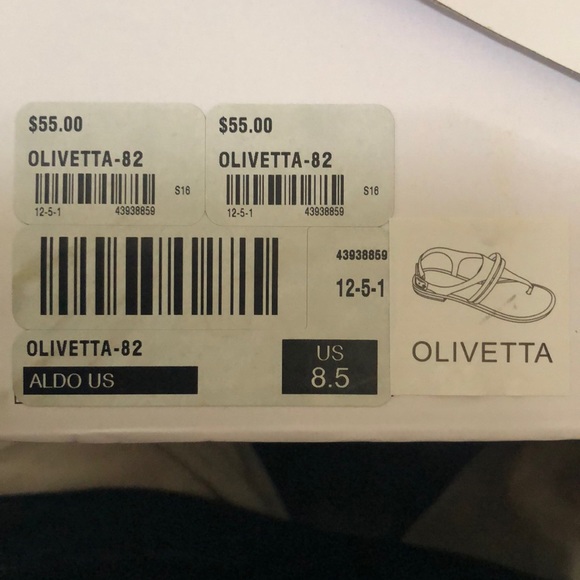 $55.00
OLIVETTA-82
S16
12-5-1 43938859
$55.00
OLIVETTA-82
S16
12-5-1 43938859
43938859
12-5-1
OLIVETTA-82
ALDO US
US
8.5
OLIVETTA